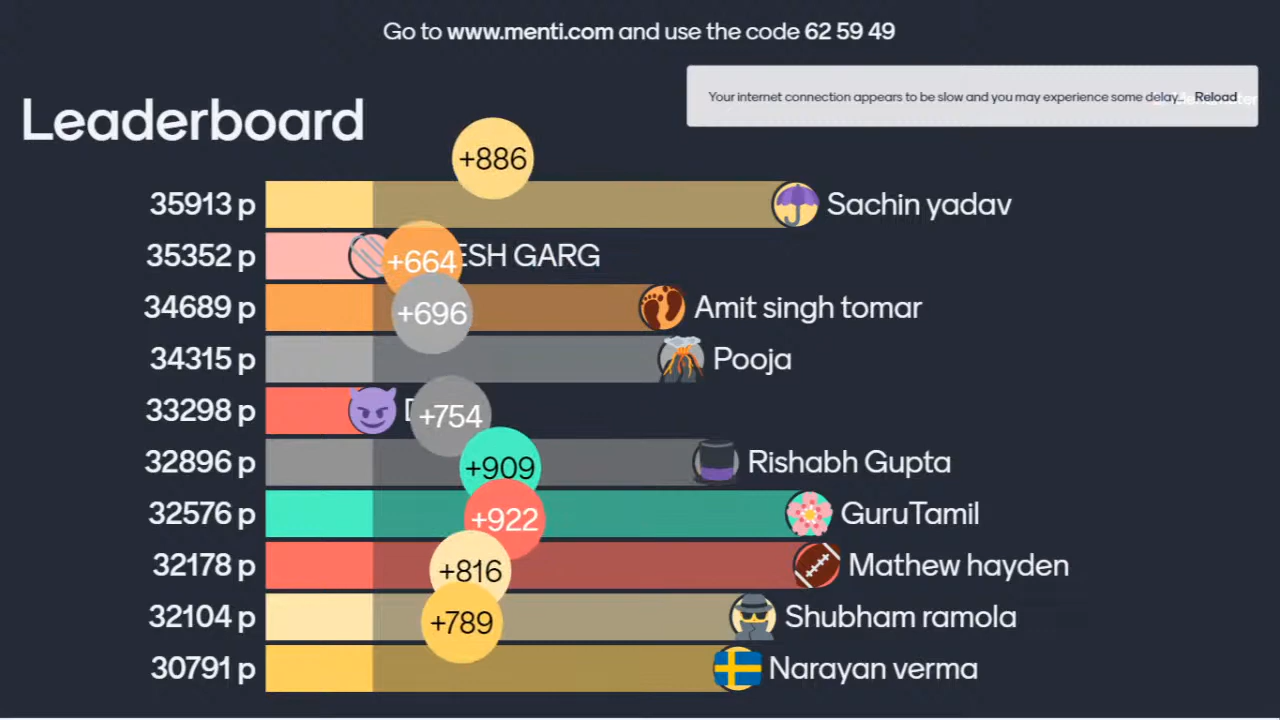 Go to www.menti.com and use the code 62 59 49
Your internet connection appears to be slow and you may experience some delay. Reload
Leaderboard
+886
35913 p Sachin yadav
35352 p GARG
+664
34689 p Amit singh tomar
+696
34315 p Pooja
33298 p
+754
32896 p Rishabh Gupta
+909
32576 p GuruTamil
+922
32178 p Mathew hayden
+816
32104 p Shubham ramola
+789
30791 p Narayan verma